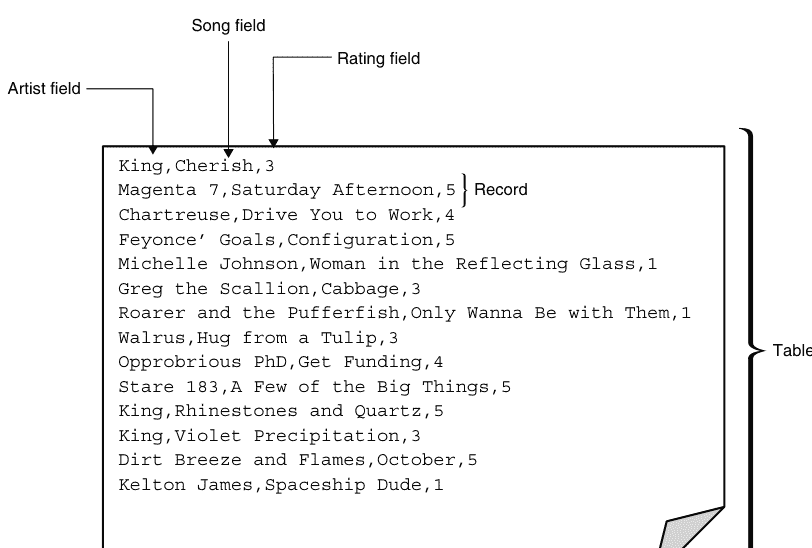 Song field
Rating field
Artist field
King,Cherish,3
Magenta 7,Saturday Afternoon,5
Record
Chartreuse,Drive You to Work,4
Feyonce’ Goals,Configuration,5
Michelle Johnson,Woman in the Reflecting Glass,1
Greg the Scallion,Cabbage,3
Roarer and the Pufferfish,Only Wanna Be with Them,1
Walrus,Hug from a Tulip,3
Table
Opprobrious PhD,Get Funding,4
Stare 183,A Few of the Big Things,5
King,Rhinestones and Quartz,5
King,Violet Precipitation,3
Dirt Breeze and Flames,October,5
Kelton James,Spaceship Dude,1